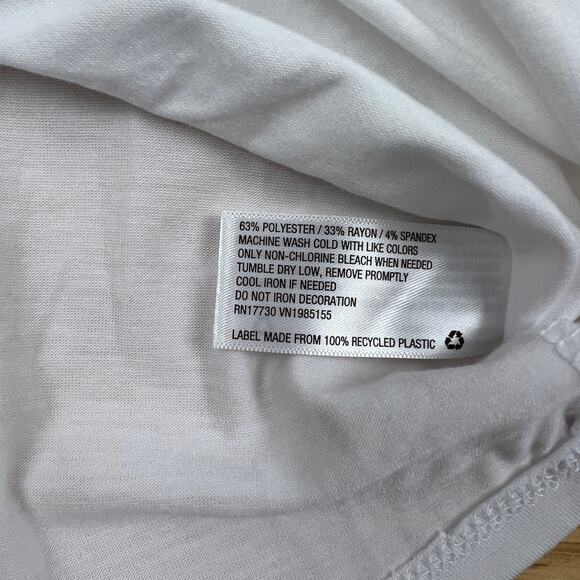 63% POLYESTER / 33% RAYON / 4% SPANDEX
MACHINE WASH COLD WITH LIKE COLORS
ONLY NON-CHLORINE BLEACH WHEN NEEDED
TUMBLE DRY LOW, REMOVE PROMPTLY
COOL IRON IF NEEDED
DO NOT IRON DECORATION
RN17730 VN1985155
LABEL MADE FROM 100% RECYCLED PLASTIC